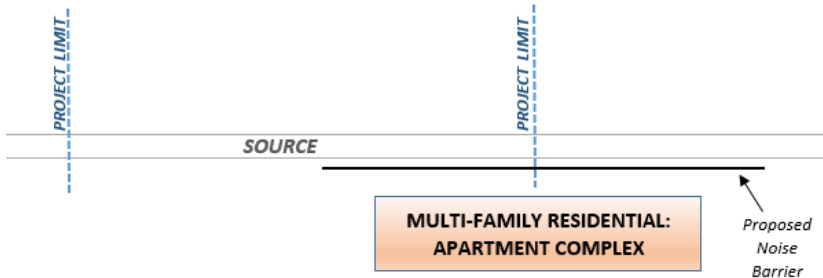 PROJECT LIMIT
PROJECT LIMIT
SOURCE
MULTI-FAMILY RESIDENTIAL:
APARTMENT COMPLEX
Proposed
Noise
Barrier